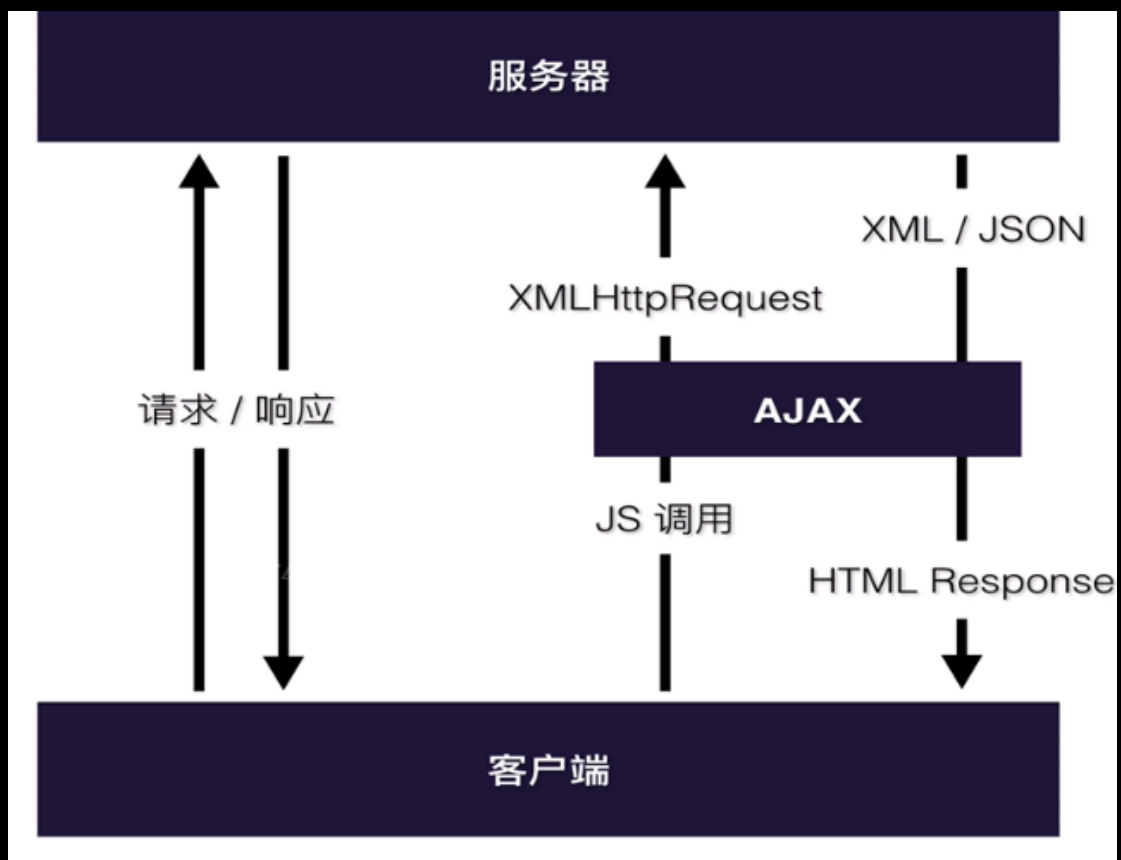 服务器
XML / JSON
XMLHttpRequest
请求 / 响应
AJAX
JS 调用
HTML Response
客户端